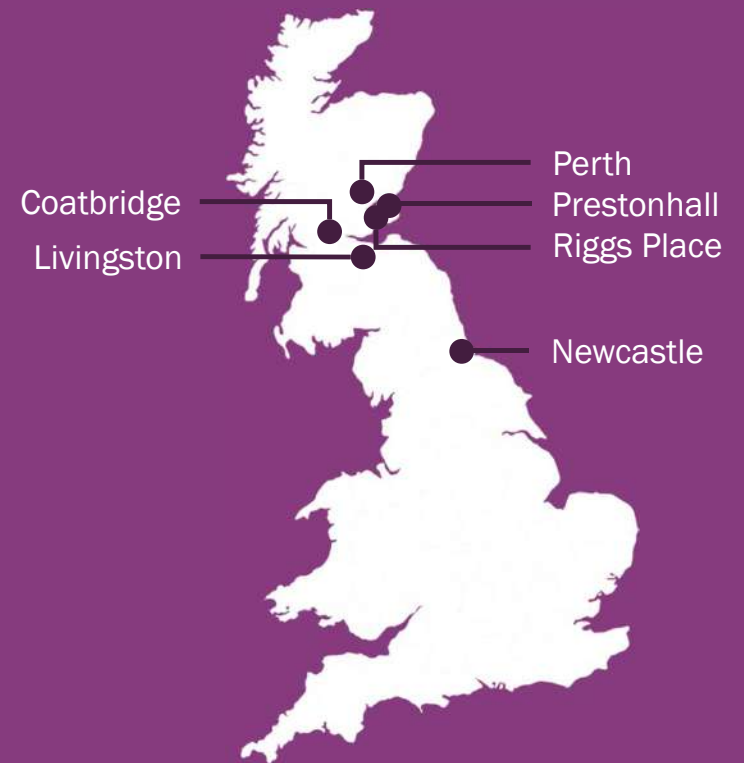 Coatbridge
Livingston
Perth
Prestonhall
Riggs Place
Newcastle